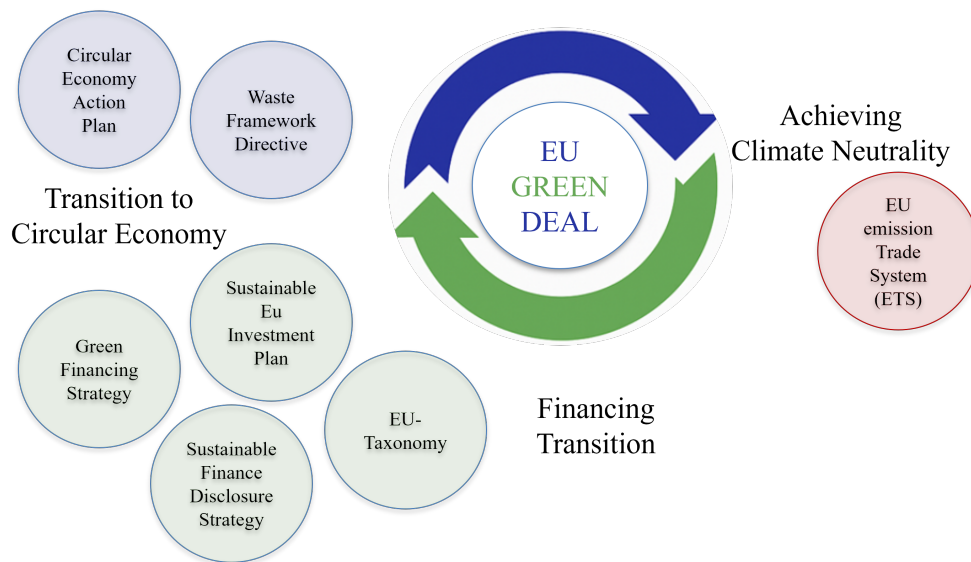 Circular
Economy
Action
Plan
Waste
Framework
Directive
Transition to
Circular Economy
EU
GREEN
DEAL
Achieving
Climate Neutrality
EU
emission
Trade
System
(ETS)
Sustainable
Eu
Investment
Plan
Green
Financing
Strategy
EU-
Taxonomy
Sustainable
Finance
Disclosure
Strategy
Financing
Transition